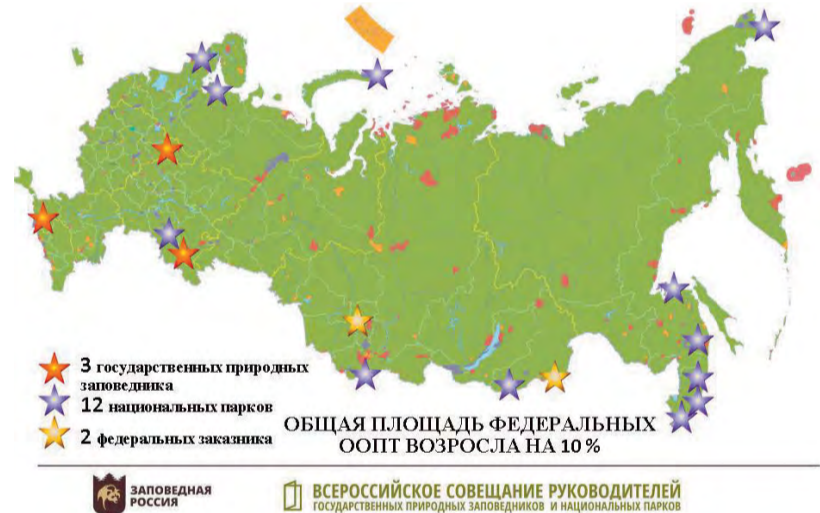 3 государственных природных
заповедника
12 национальных парков
2 федеральных заказника
ОБЩАЯ ПЛОЩАДЬ ФЕДЕРАЛЬНЫХ
ООПТ ВОЗРОСЛА НА 10 %
ЗАПОВЕДНАЯ
РОССИЯ
ВСЕРОССИЙСКОЕ СОВЕЩАНИЕ РУКОВОДИТЕЛЕЙ
ГОСУДАРСТВЕННЫХ ПРИРОДНЫХ ЗАПОВЕДНИКОВ И НАЦИОНАЛЬНЫХ ПАРКОВ